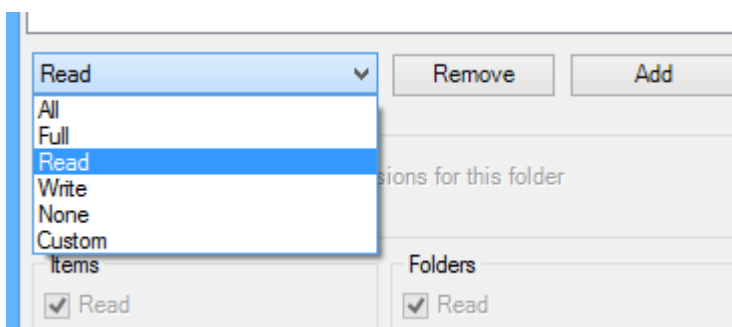 Read Remove Add
All
Full
Read
Write
None
Custom
sions for this folder
Items Folders
Read Read